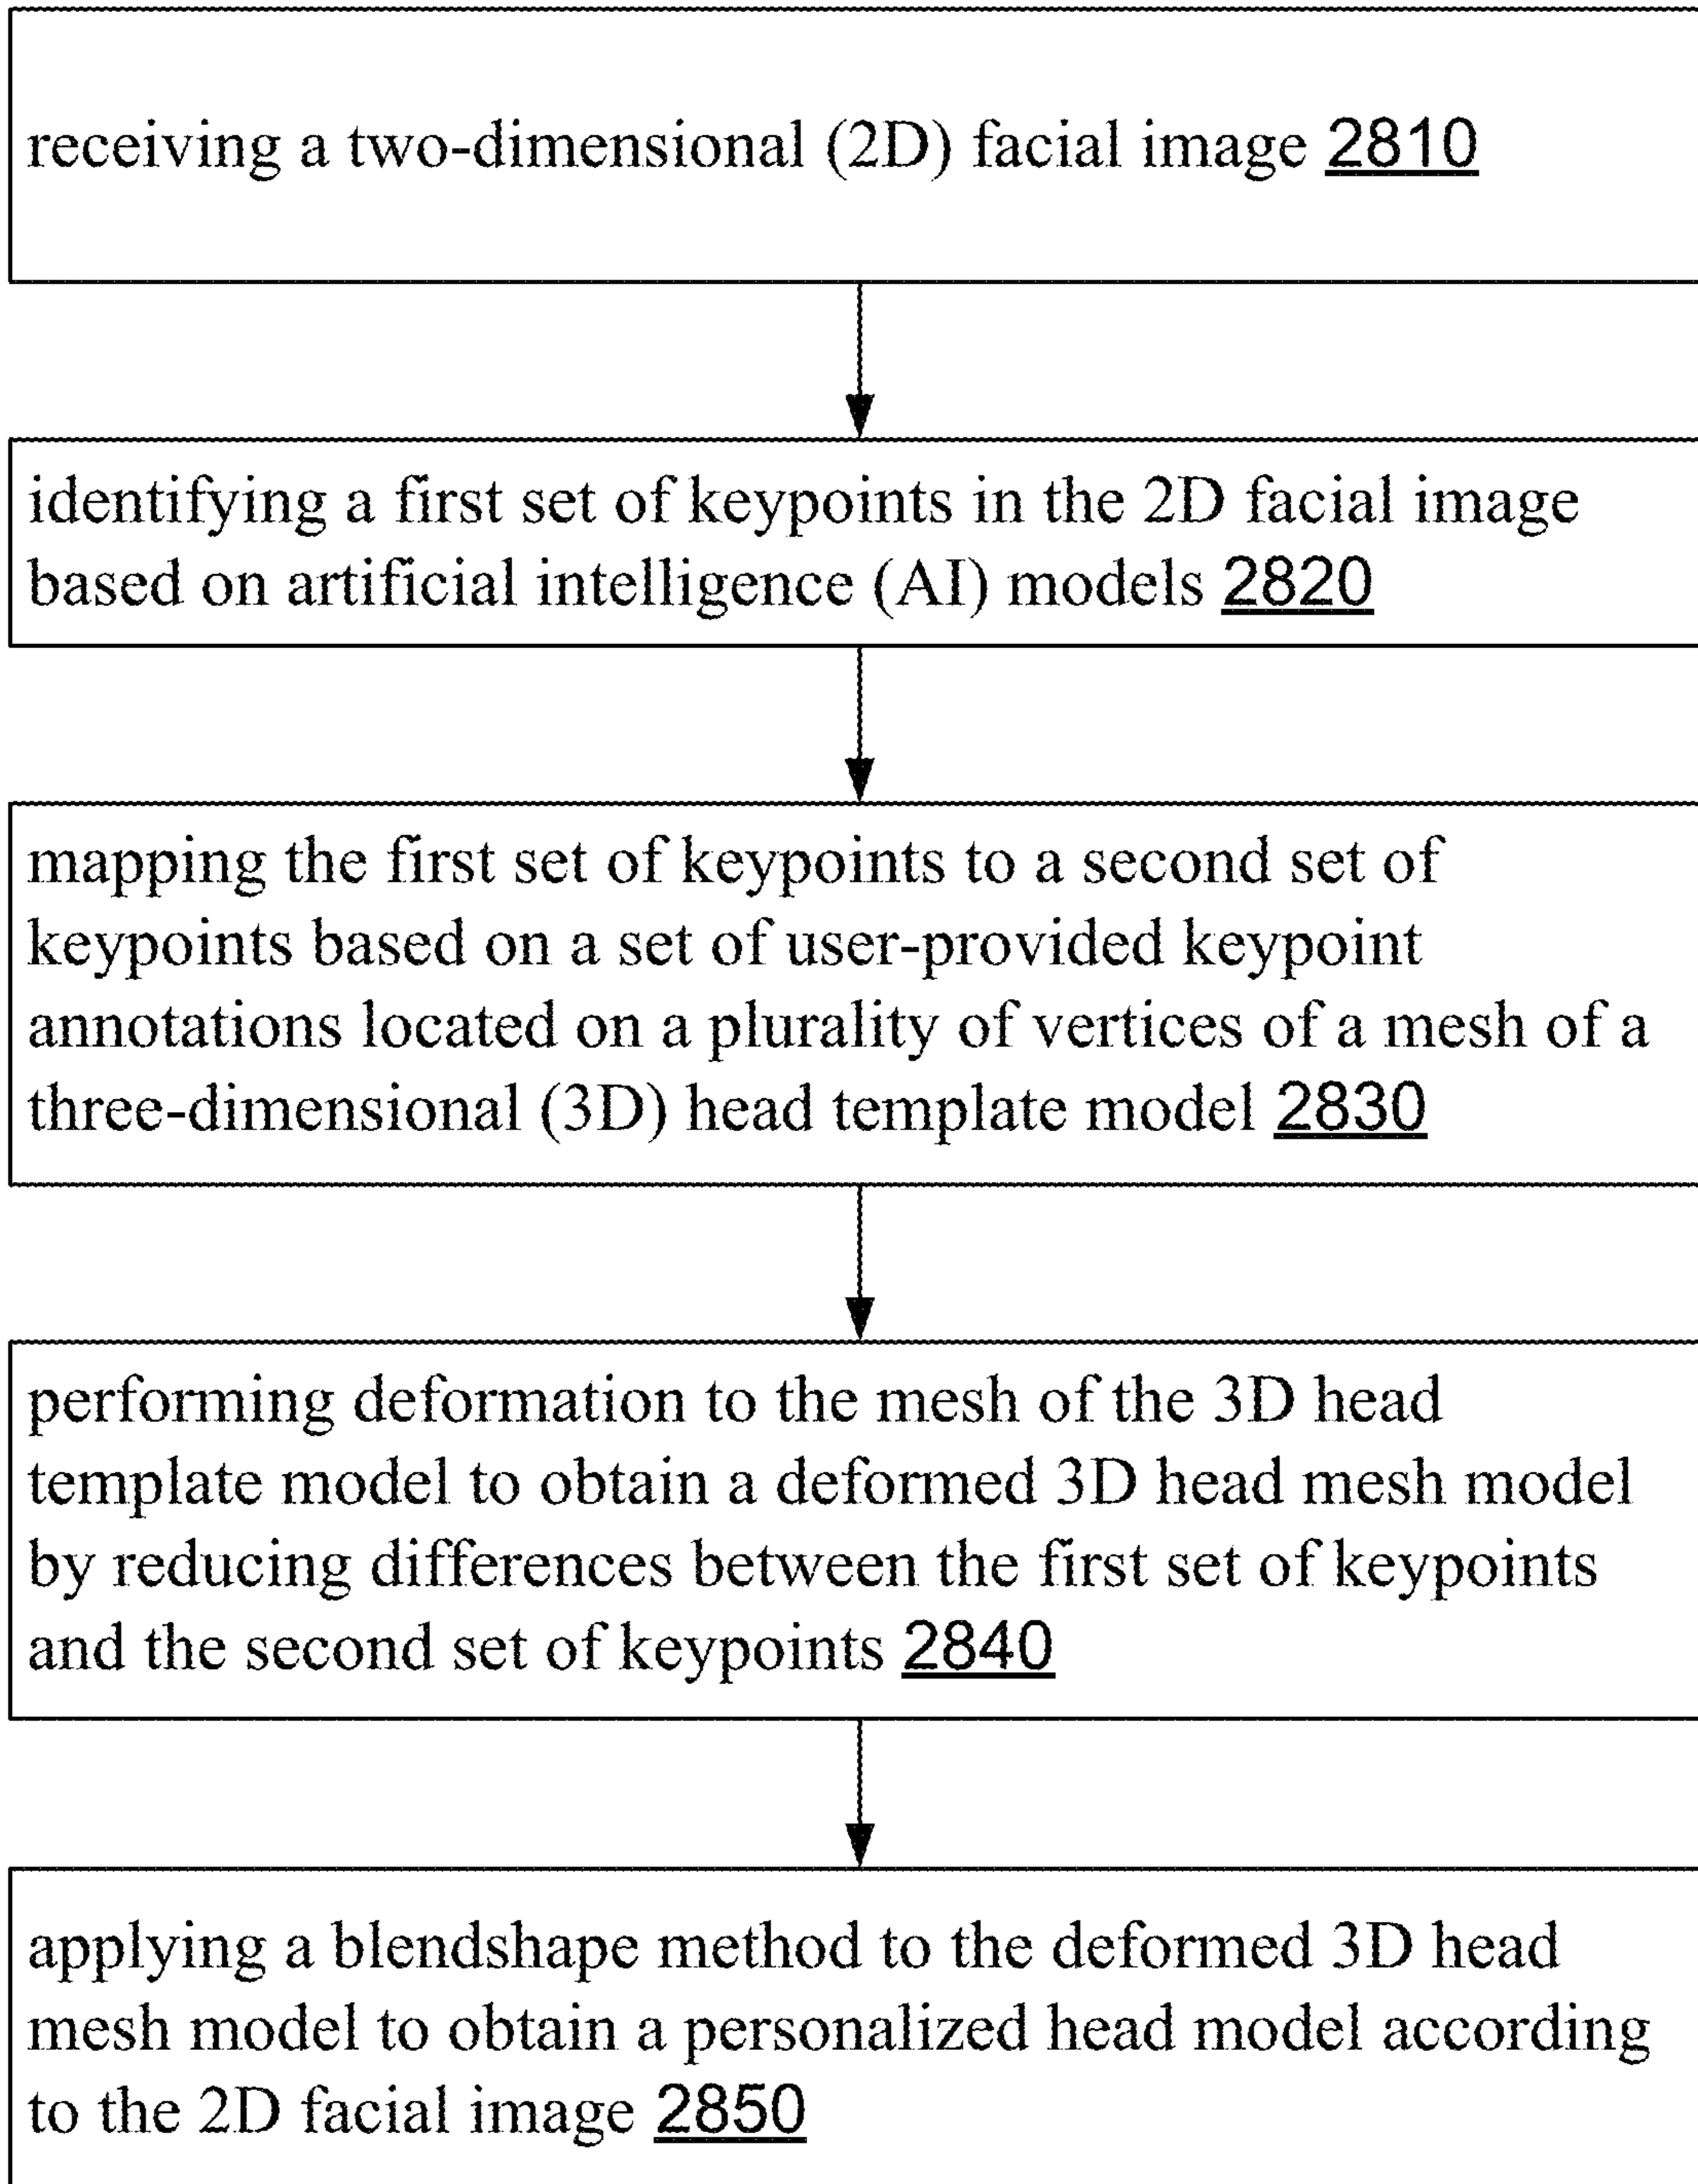 receiving a two-dimensional (2D) facial image 2810
identifying a first set of keypoints in the 2D facial image
based on artificial intelligence (AI) models 2820
mapping the first set of keypoints to a second set of
keypoints based on a set of user-provided keypoint
annotations located on a plurality of vertices of a mesh of a
three-dimensional (3D) head template model 2830
performing deformation to the mesh of the 3D head
template model to obtain a deformed 3D head mesh model
by reducing differences between the first set of keypoints
and the second set of keypoints 2840
applying a blendshape method to the deformed 3D head
mesh model to obtain a personalized head model according
to the 2D facial image 2850